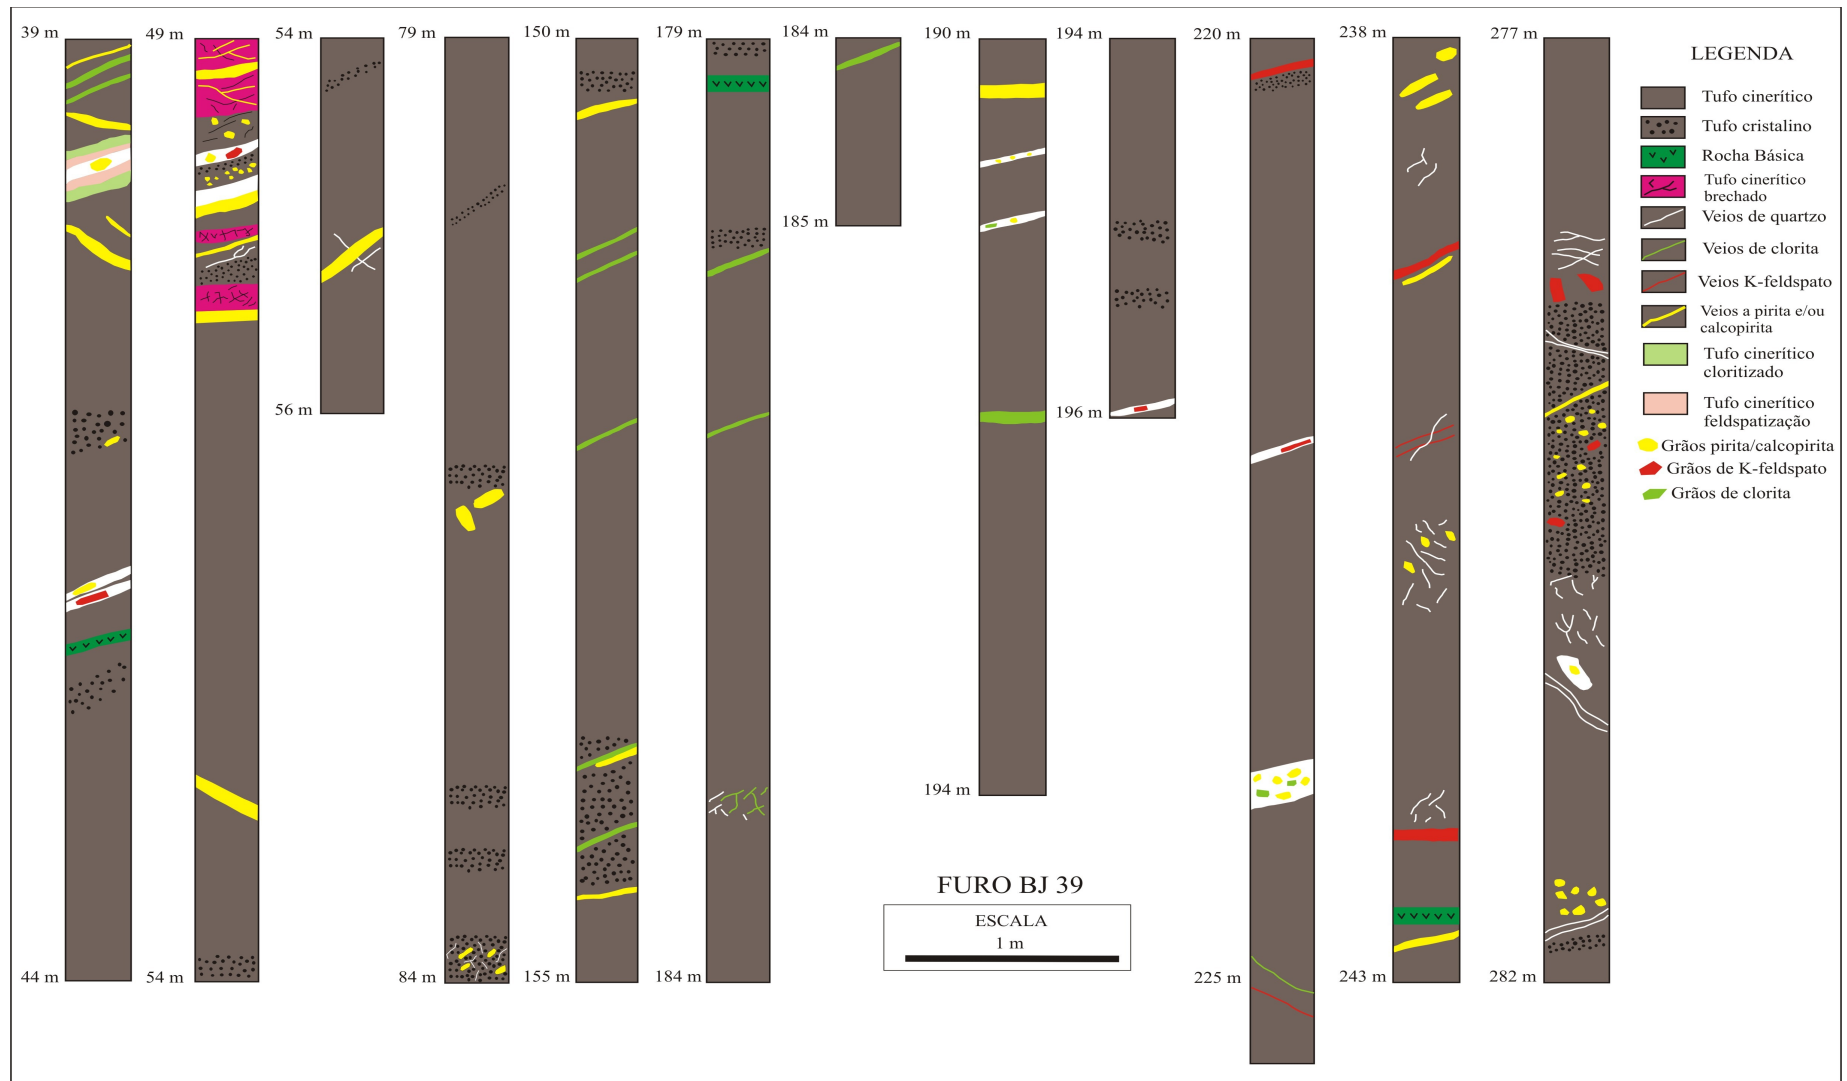 39 m
49 m
54 m
79 m
150 m
179 m
184 m
190 m
194 m
220 m
238 m
277 m
185 m
56 m
196 m
194 m
44 m
54 m
84 m
155 m
184 m
225 m
243 m
282 m
LEGENDA
Tufo cinerítico
Tufo cristalino
Rocha Básica
Tufo cinerítico
brechado
Veios de quartzo
Veios de clorita
Veios K-feldspato
Veios a pirita e/ou
calcopirita
Tufo cinerítico
cloritizado
Tufo cinerítico
feldspatização
Grãos pirita/calcopirita
Grãos de K-feldspato
Grãos de clorita
FURO BJ 39
ESCALA
1 m